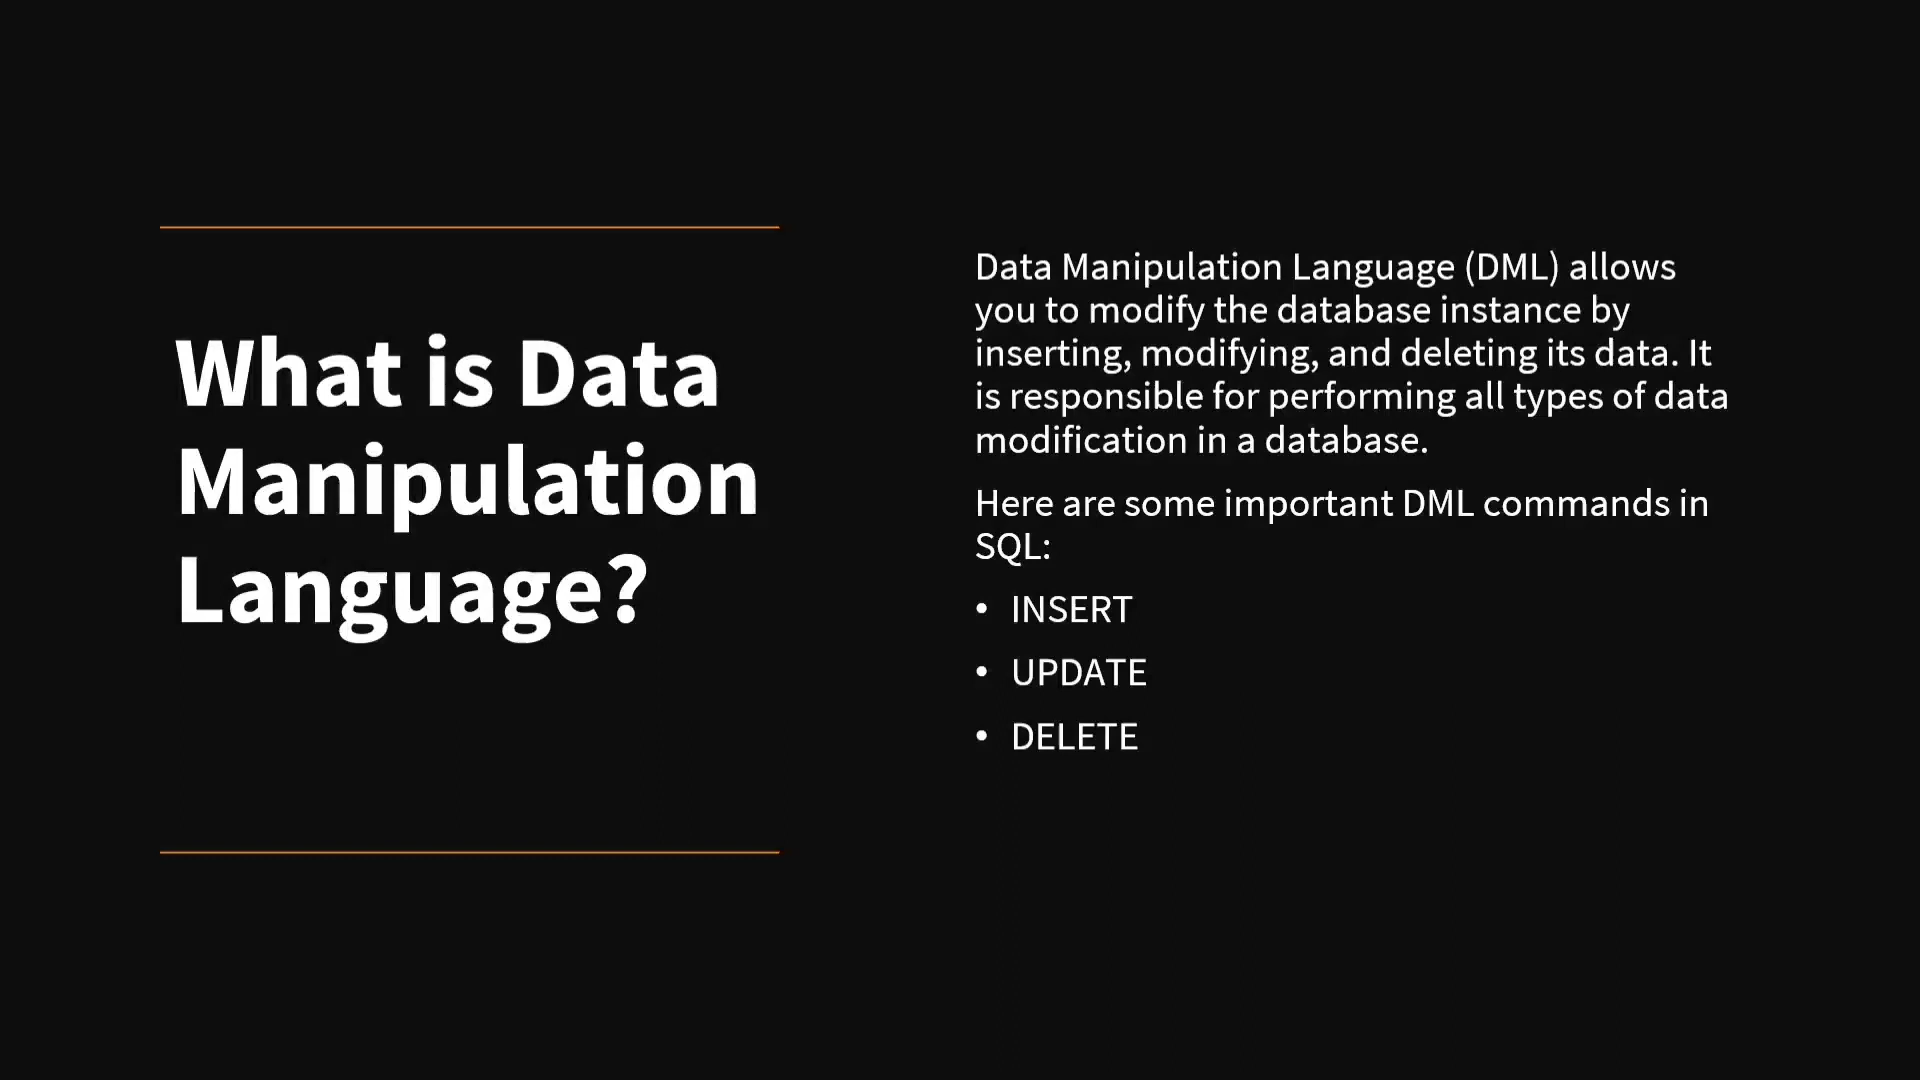 What is Data
Manipulation
Language?
Data Manipulation Language (DML) allows
you to modify the database instance by
inserting, modifying, and deleting its data. It
is responsible for performing all types of data
modification in a database.
Here are some important DML commands in
SQL:
• INSERT
• UPDATE
• DELETE